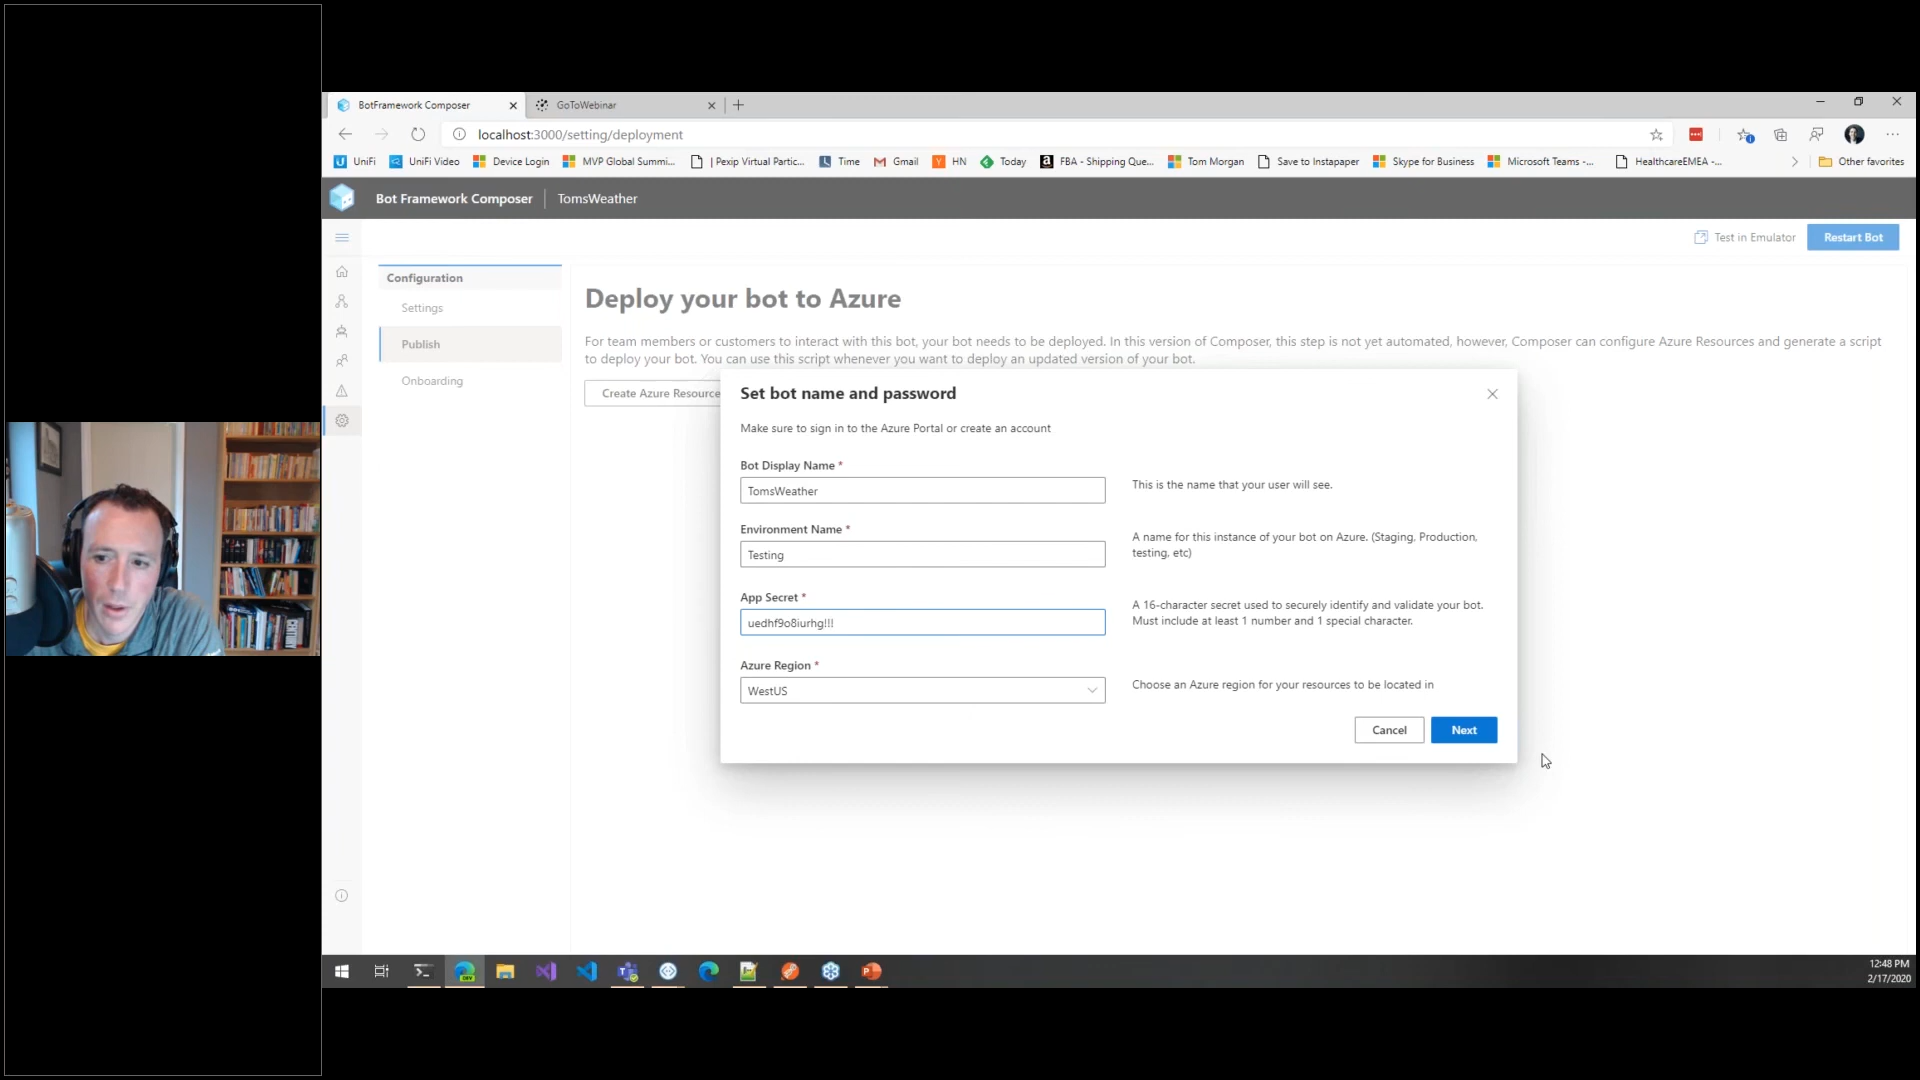 BotFramework Composer
GoToWebinar
localhost:3000/setting/deployment
UniFi
UniFi Video
Device Login
MVP Global Summi...
| Pexip Virtual Partic...
Time
Gmail
HN
Today
FBA - Shipping Que...
Tom Morgan
Save to Instapaper
Skype for Business
Microsoft Teams -...
HealthcareEMEA -...
Other favorites
Bot Framework Composer
TomsWeather
Test in Emulator
Restart Bot
Configuration
Settings
Publish
Onboarding
Deploy your bot to Azure
For team members or customers to interact with this bot, your bot needs to be deployed. In this version of Composer, this step is not yet automated, however, Composer can configure Azure Resources and generate a script
to deploy your bot. You can use this script whenever you want to deploy an updated version of your bot.
Create Azure Resource
Set bot name and password
Make sure to sign in to the Azure Portal or create an account
Bot Display Name *
TomsWeather
This is the name that your user will see.
Environment Name *
Testing
A name for this instance of your bot on Azure. (Staging, Production,
testing, etc)
App Secret *
uedhf9o8iurhg!!!
A 16-character secret used to securely identify and validate your bot.
Must include at least 1 number and 1 special character.
Azure Region *
WestUS
Choose an Azure region for your resources to be located in
Cancel
Next
12:48 PM
2/17/2020